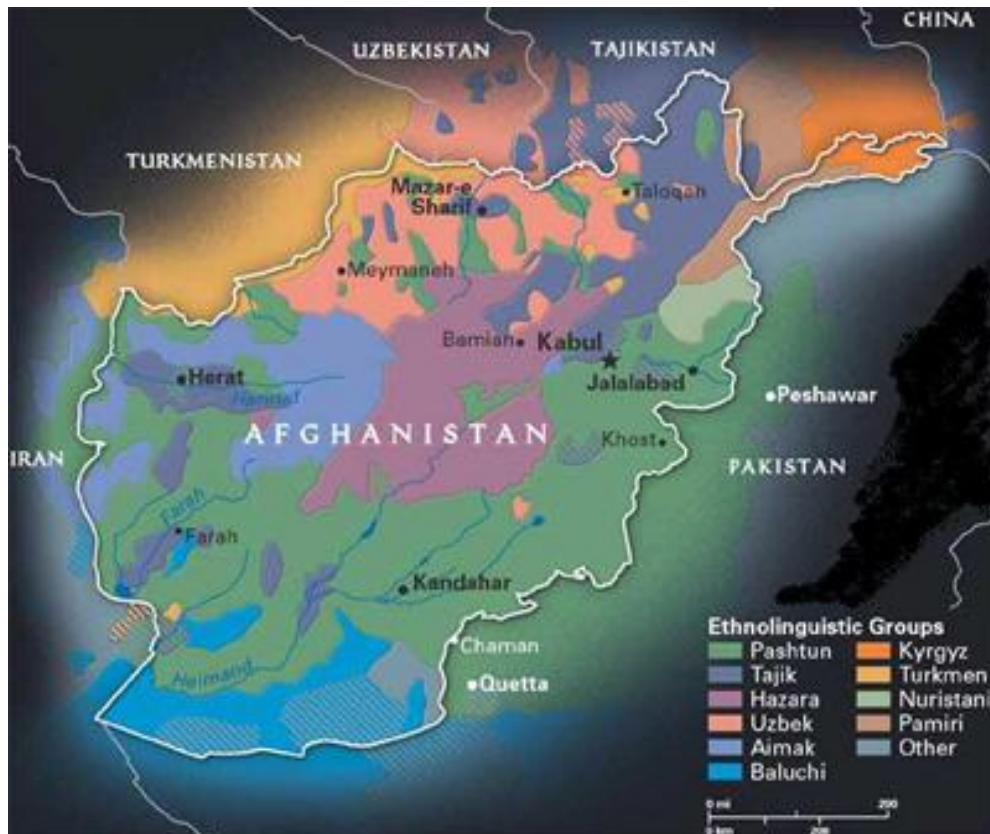 CHINA
UZBEKISTAN
TAJIKISTAN
TURKMENISTAN
Mazar-e
Sharif
Taloqan
Meymaneh
Bamian
Kabul
Herat
Harirud
Jalalabad
Peshawar
AFGHANISTAN
Khost
IRAN
PAKISTAN
Farah
Farah
Kandahar
Chaman
Helmand
Quetta
Ethnolinguistic Groups
Pashtun
Tajik
Hazara
Uzbek
Aimak
Baluchi
Kyrgyz
Turkmen
Nuristani
Pamiri
Other
0 mi 200
0 km